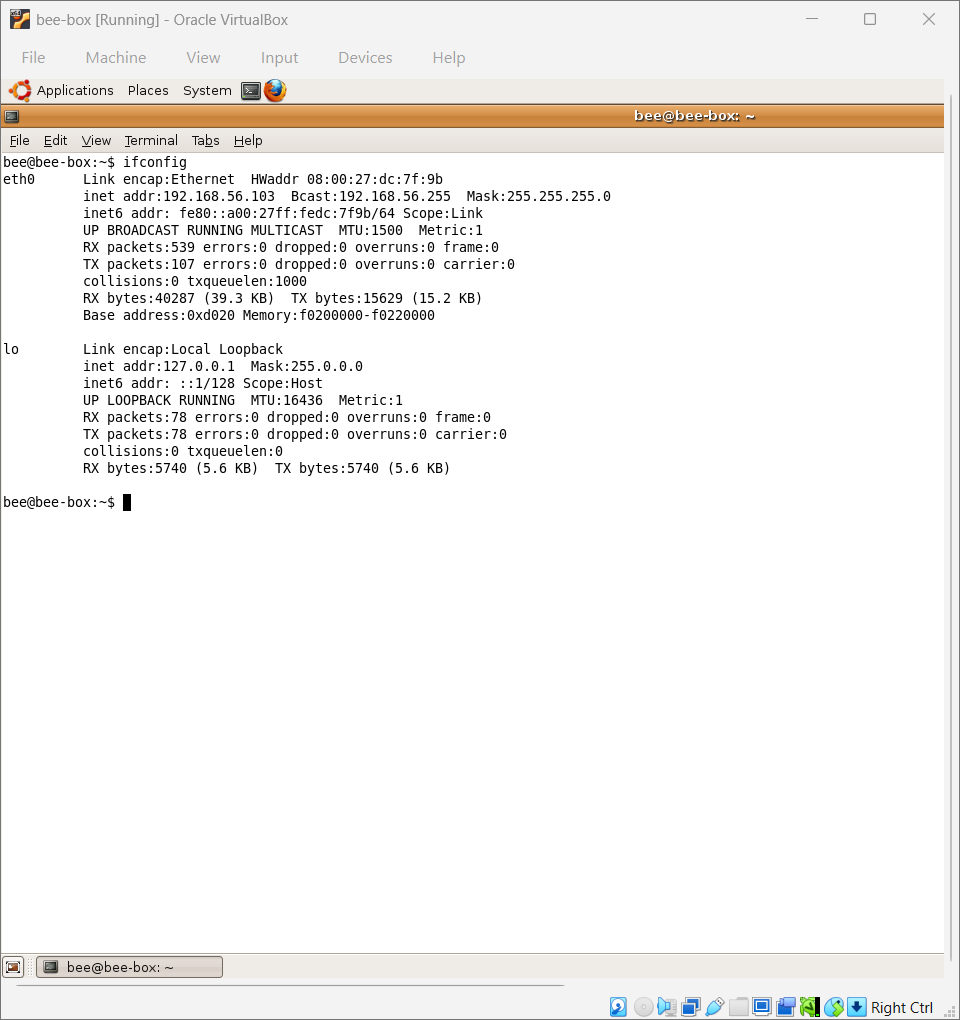 bee-box [Running] - Oracle VirtualBox
File Machine View Input Devices Help
Applications Places System
bee@bee-box: ~
File Edit View Terminal Tabs Help
bee@bee-box:~$ ifconfig
eth0      Link encap:Ethernet  HWaddr 08:00:27:dc:7f:9b
          inet addr:192.168.56.103  Bcast:192.168.56.255  Mask:255.255.255.0
          inet6 addr: fe80::a00:27ff:fedc:7f9b/64 Scope:Link
          UP BROADCAST RUNNING MULTICAST  MTU:1500  Metric:1
          RX packets:539 errors:0 dropped:0 overruns:0 frame:0
          TX packets:107 errors:0 dropped:0 overruns:0 carrier:0
          collisions:0 txqueuelen:1000
          RX bytes:40287 (39.3 KB)  TX bytes:15629 (15.2 KB)
          Base address:0xd020 Memory:f0200000-f0220000
lo        Link encap:Local Loopback
          inet addr:127.0.0.1  Mask:255.0.0.0
          inet6 addr: ::1/128 Scope:Host
          UP LOOPBACK RUNNING  MTU:16436  Metric:1
          RX packets:78 errors:0 dropped:0 overruns:0 frame:0
          TX packets:78 errors:0 dropped:0 overruns:0 carrier:0
          collisions:0 txqueuelen:0
          RX bytes:5740 (5.6 KB)  TX bytes:5740 (5.6 KB)
bee@bee-box:~$
bee@bee-box: ~
Right Ctrl